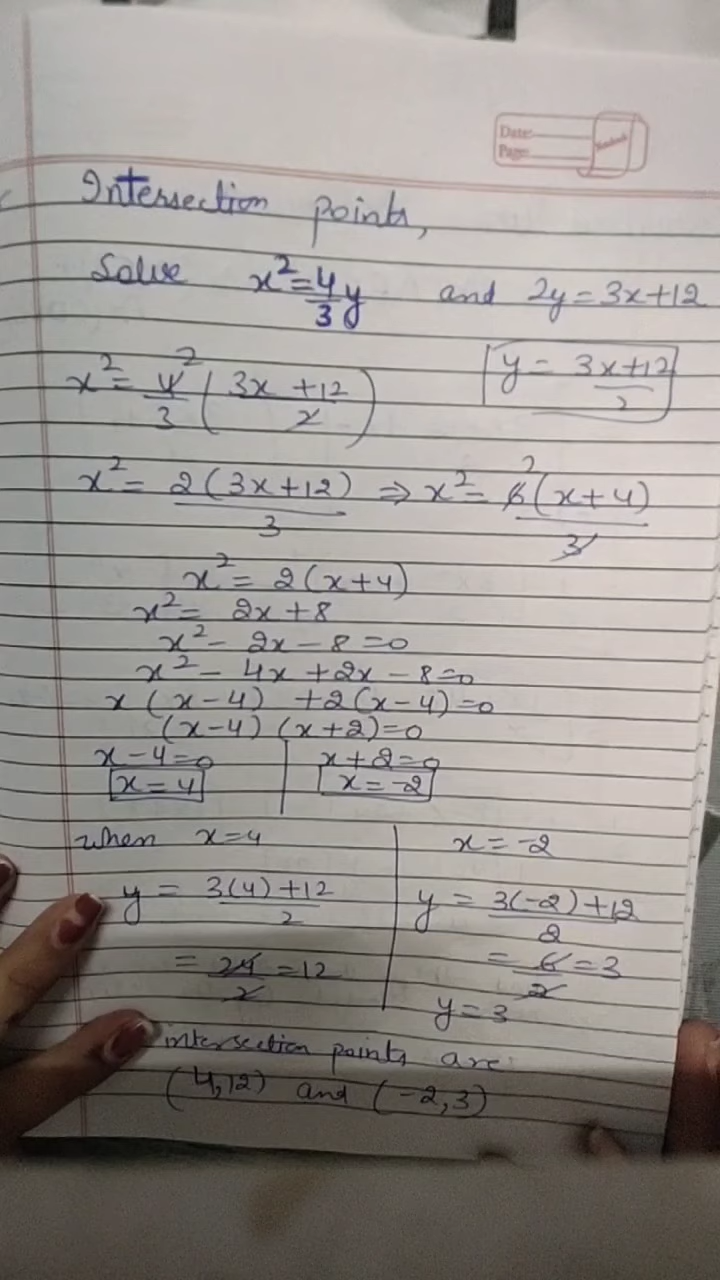 Date:
Page:
Intersection points,
Solve x² = 4/3 y and 2y = 3x+12
x² = 4/3 ( 3x +12 / 2 ) 2 y = 3x+12 / 2
x² = 2(3x+12) / 3 ⇒ x² = 6(x+4) / 3 2
x² = 2(x+4)
x² = 2x +8
x² - 2x - 8 = 0
x² - 4x + 2x - 8 = 0
x (x-4) +2(x-4) = 0
(x-4) (x+2) = 0
x-4=0 x+2=0
x = 4 x = -2
when x=4 x = -2
y = 3(4) +12 / 2 y = 3(-2)+12 / 2
= 24 / 2 = 12 = 6 / 2 = 3
y = 3
intersection points are
(4,12) and (-2,3)